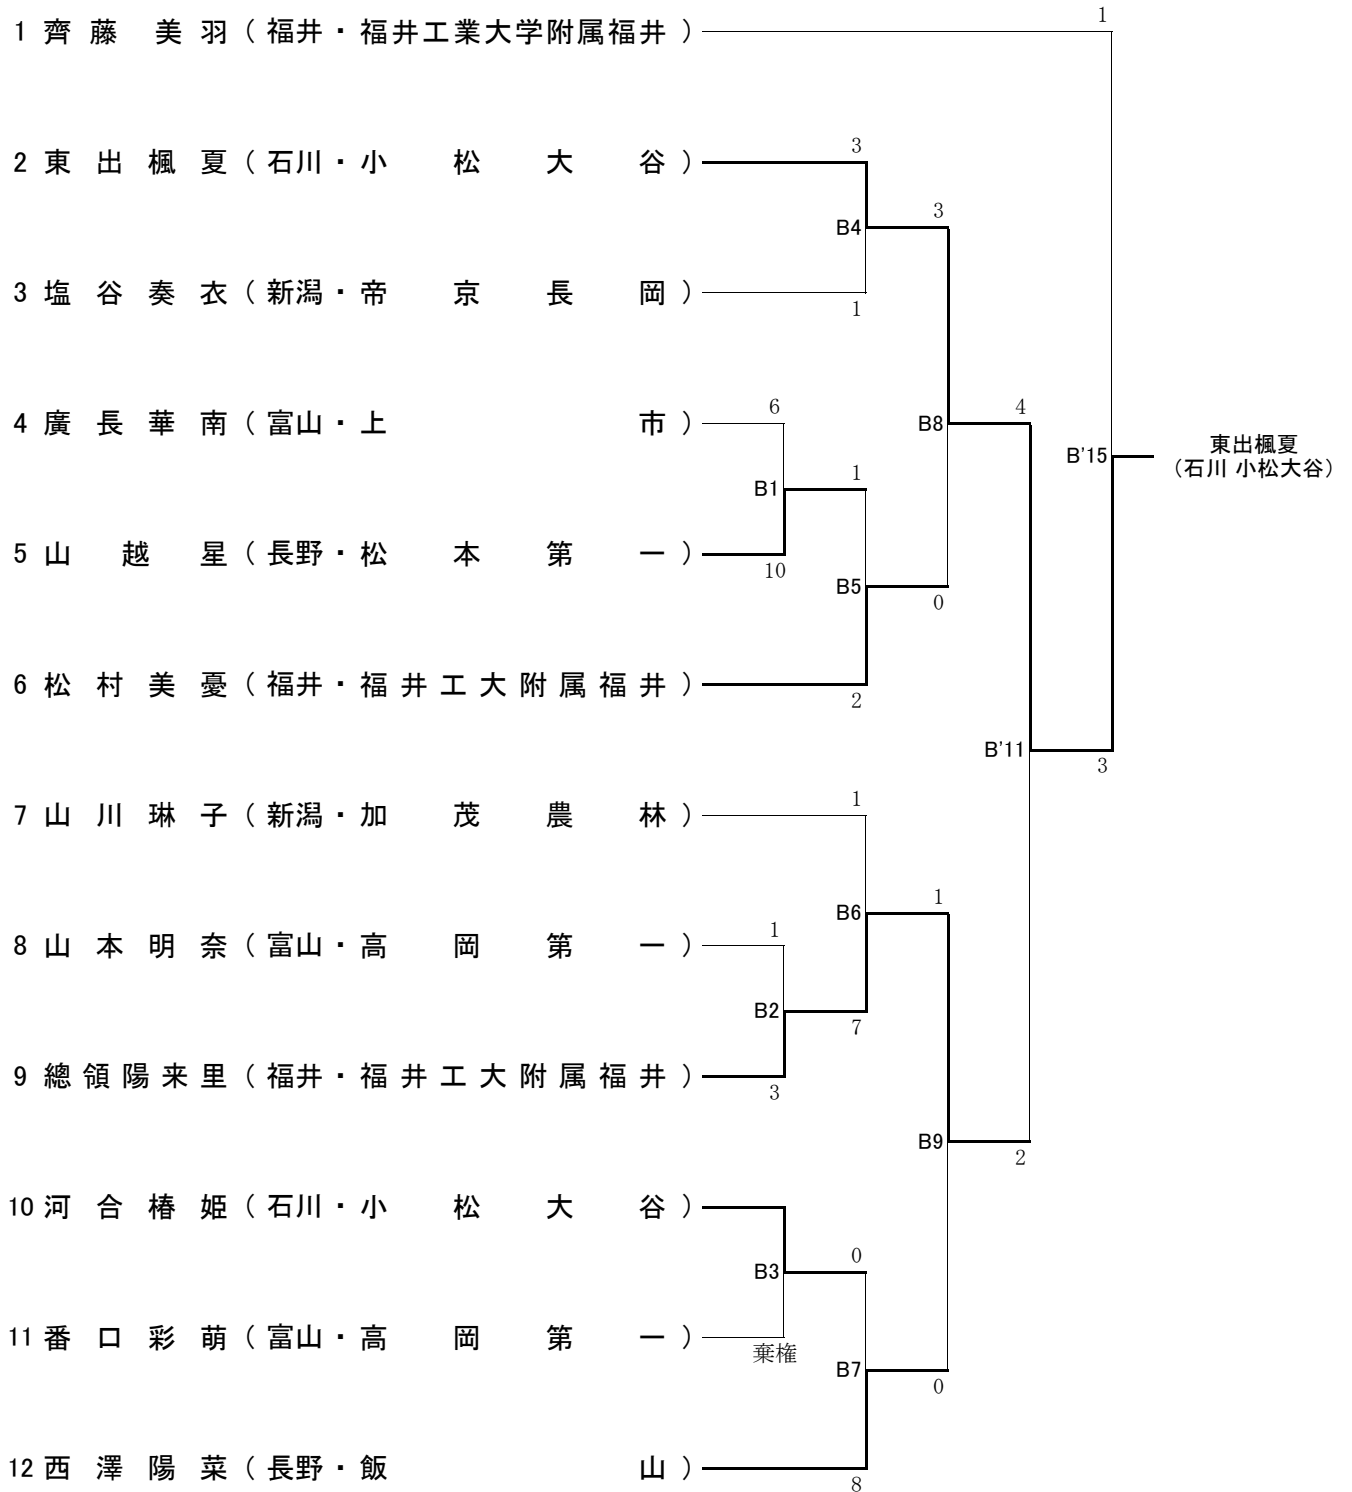 1 齊藤 美羽（福井・福井工業大学附属福井）
1
2 東出楓夏（石川・小松大谷）
3
3
B4
3 塩谷奏衣（新潟・帝京長岡）
1
4 廣長華南（富山・上市）
6
B8
4
B'15
東出楓夏
（石川 小松大谷）
B1
1
5 山越星（長野・松本第一）
10
B5
0
6 松村美憂（福井・福井工大附属福井）
2
B'11
3
7 山川琳子（新潟・加茂農林）
1
B6
1
8 山本明奈（富山・高岡第一）
1
B2
7
9 總領陽来里（福井・福井工大附属福井）
3
B9
2
10 河合椿姫（石川・小松大谷）
B3
0
11 番口彩萌（富山・高岡第一）
棄権
B7
0
12 西澤陽菜（長野・飯山）
8